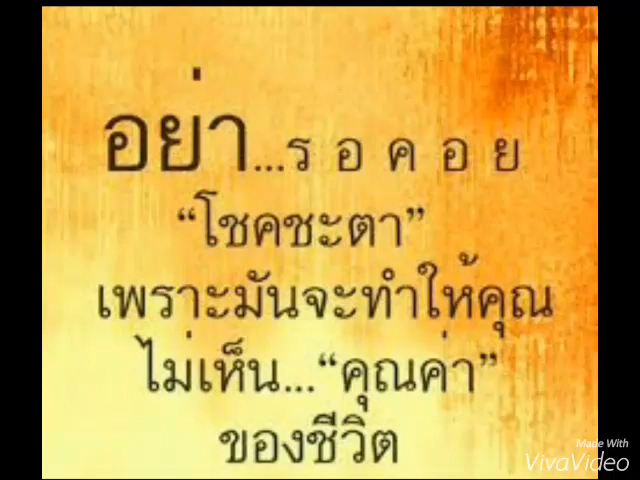 อย่า...ร อ ค อ ย
“โชคชะตา”
เพราะมันจะทำให้คุณ
ไม่เห็น...“คุณค่า”
ของชีวิต
Made With
VivaVideo